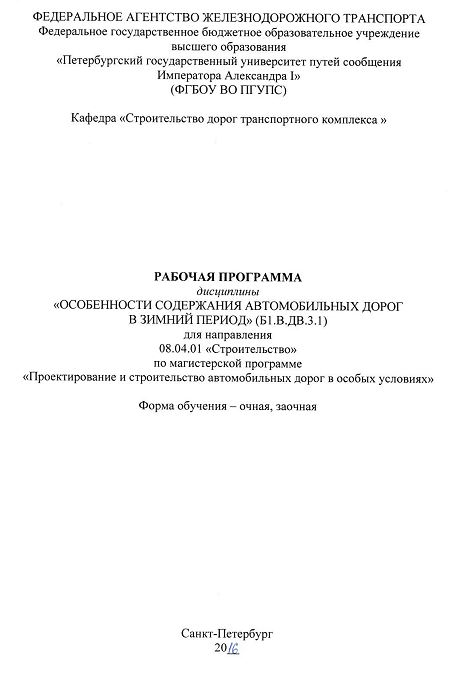 ФЕДЕРАЛЬНОЕ АГЕНТСТВО ЖЕЛЕЗНОДОРОЖНОГО ТРАНСПОРТА
Федеральное государственное бюджетное образовательное учреждение
высшего образования
«Петербургский государственный университет путей сообщения
Императора Александра I»
(ФГБОУ ВО ПГУПС)
Кафедра «Строительство дорог транспортного комплекса »
РАБОЧАЯ ПРОГРАММА
дисциплины
«ОСОБЕННОСТИ СОДЕРЖАНИЯ АВТОМОБИЛЬНЫХ ДОРОГ
В ЗИМНИЙ ПЕРИОД» (Б1.В.ДВ.3.1)
для направления
08.04.01 «Строительство»
по магистерской программе
«Проектирование и строительство автомобильных дорог в особых условиях»
Форма обучения – очная, заочная
Санкт-Петербург
2016